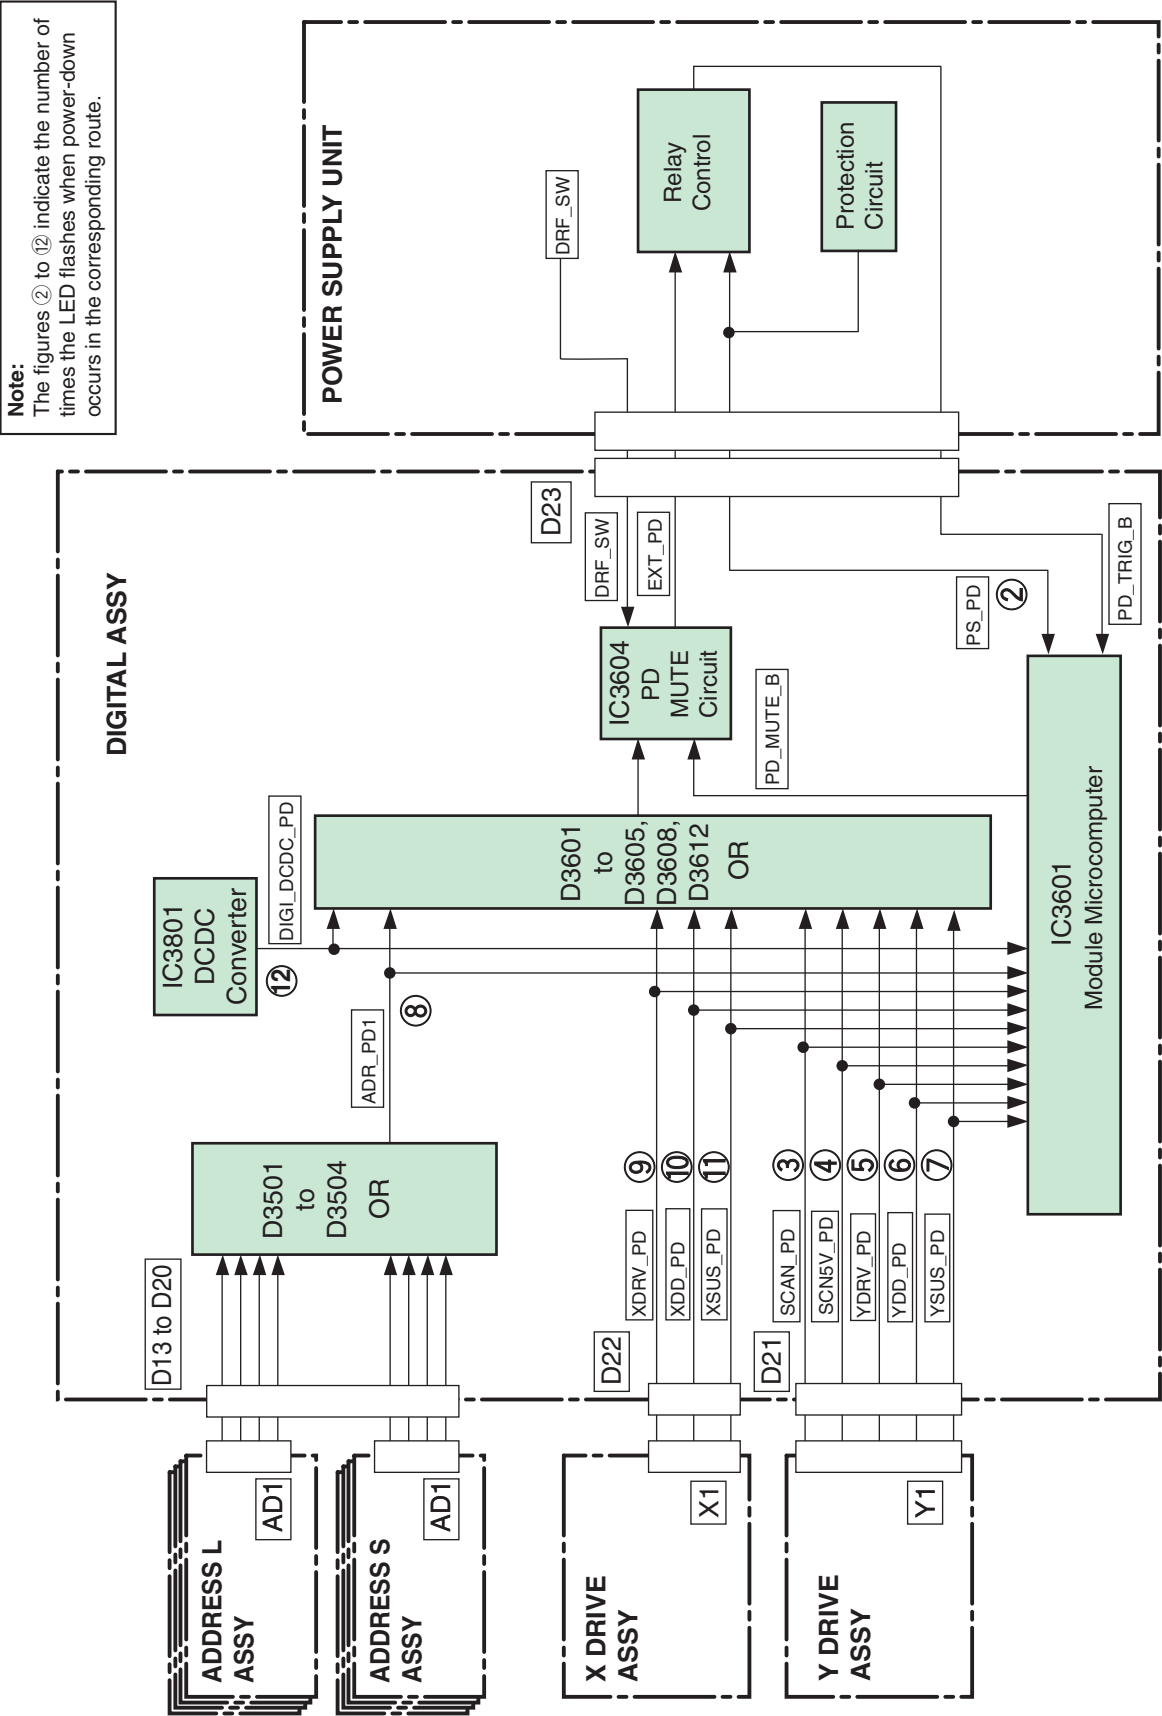 Note:
The figures ② to ⑫ indicate the number of
times the LED flashes when power-down
occurs in the corresponding route.
DIGITAL ASSY
POWER SUPPLY UNIT
ADDRESS L
ASSY
AD1
ADDRESS S
ASSY
AD1
X DRIVE
ASSY
X1
Y DRIVE
ASSY
Y1
D13 to D20
D22
D21
D3501
to
D3504
OR
ADR_PD1
⑧
IC3801
DCDC
Converter
⑫
DIGI_DCDC_PD
XDRV_PD
⑨
XDD_PD
⑩
XSUS_PD
⑪
SCAN_PD
③
SCN5V_PD
④
YDRV_PD
⑤
YDD_PD
⑥
YSUS_PD
⑦
D3601
to
D3605,
D3608,
D3612
OR
IC3601
Module Microcomputer
PD_MUTE_B
IC3604
PD
MUTE
Circuit
D23
DRF_SW
EXT_PD
PS_PD
②
PD_TRIG_B
DRF_SW
Relay
Control
Protection
Circuit